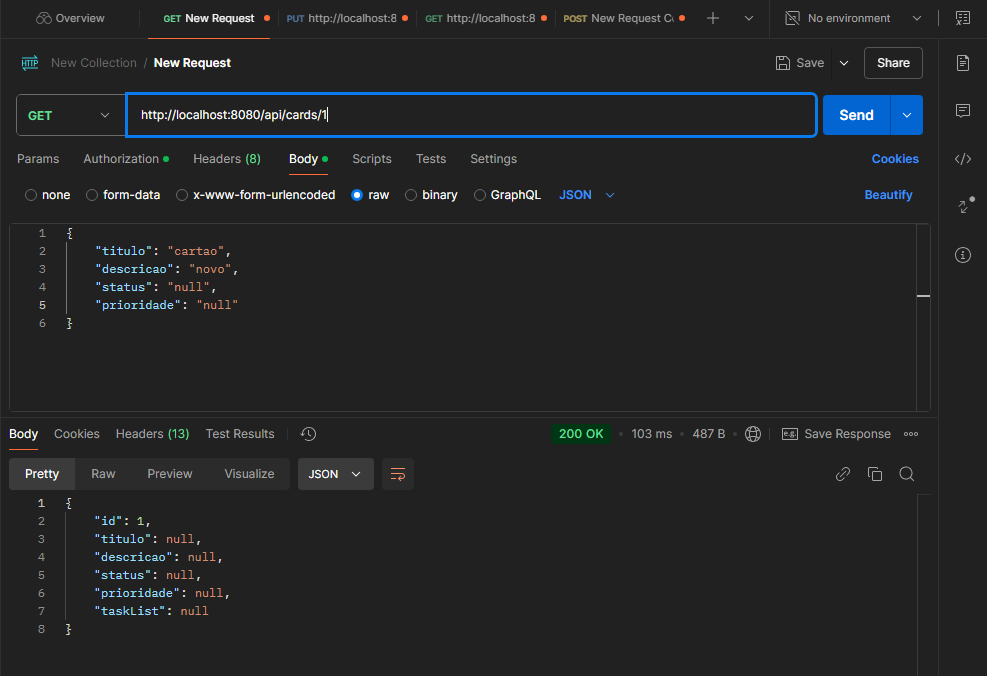 Overview GET New Request PUT http://localhost:8 GET http://localhost:8 POST New Request C No environment
HTTP New Collection / New Request Save Share
GET http://localhost:8080/api/cards/1 Send
Params Authorization Headers (8) Body Scripts Tests Settings Cookies
none form-data x-www-form-urlencoded raw binary GraphQL JSON Beautify
1 {
2 "titulo": "cartao",
3 "descricao": "novo",
4 "status": "null",
5 "prioridade": "null"
6 }
Body Cookies Headers (13) Test Results 200 OK 103 ms 487 B e.g. Save Response
Pretty Raw Preview Visualize JSON
1 {
2 "id": 1,
3 "titulo": null,
4 "descricao": null,
5 "status": null,
6 "prioridade": null,
7 "taskList": null
8 }